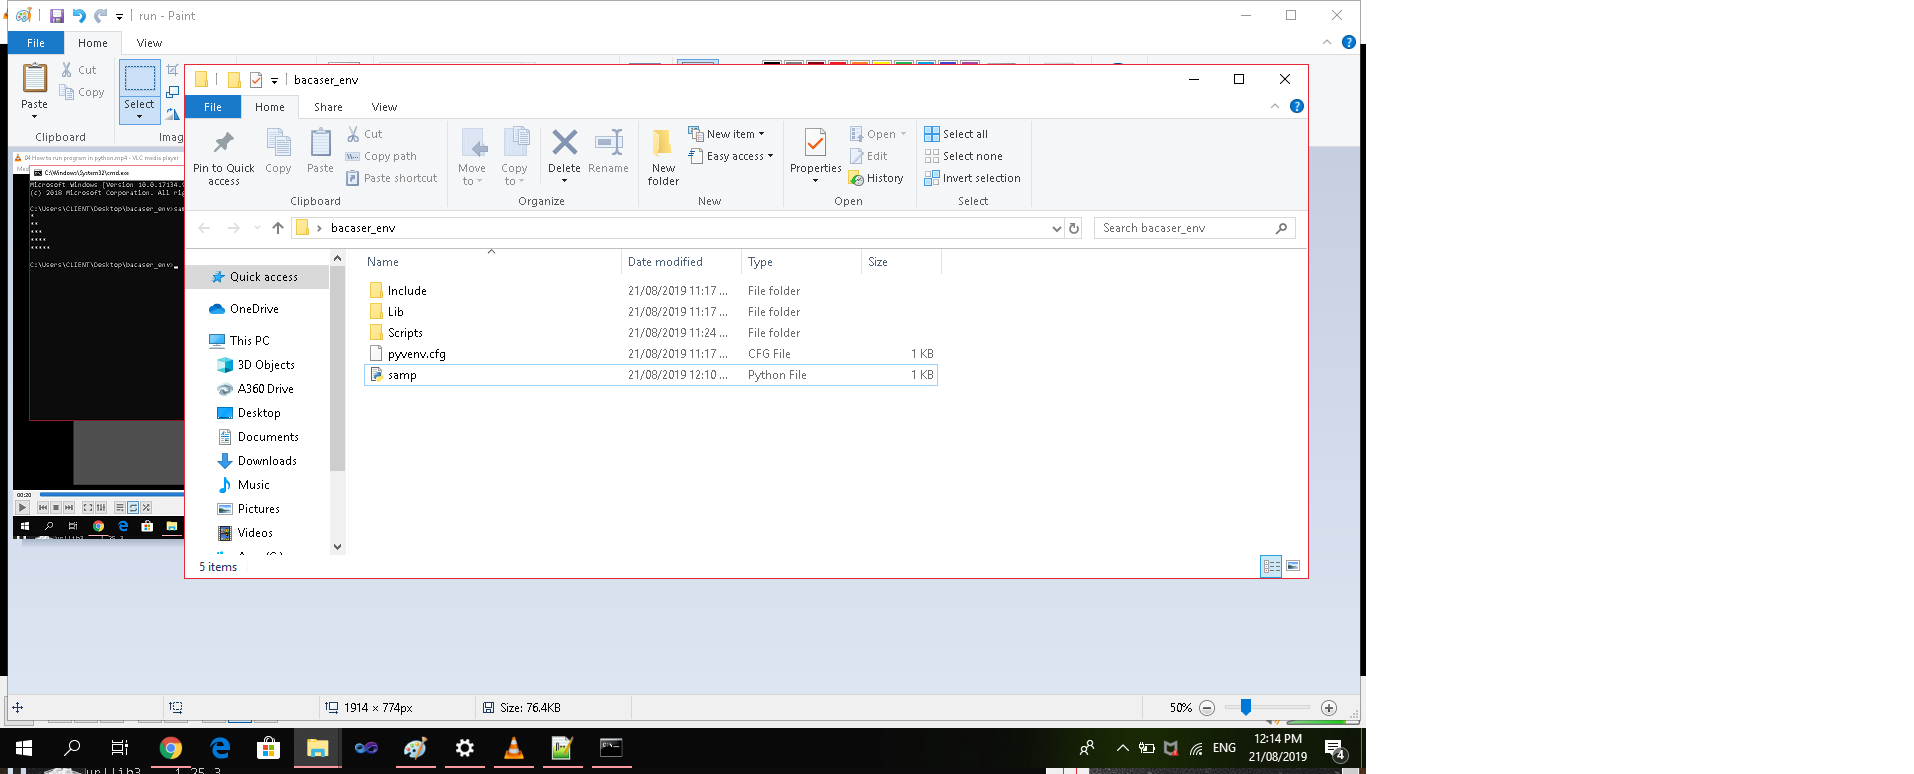 run - Paint
File Home View
Paste
Cut
Copy
Select
Clipboard
Imag
04 How to run program in python.mp4 - VLC media player
C:\Windows\System32\cmd.exe
Microsoft Windows [Version 10.0.17134.
(c) 2018 Microsoft Corporation. All rig
C:\Users\CLIENT\Desktop\bacaser_env>sam
*
**
***
****
*****
C:\Users\CLIENT\Desktop\bacaser_env>
00:20
bacaser_env
File Home Share View
Pin to Quick access
Copy
Paste
Cut
Copy path
Paste shortcut
Clipboard
Move to
Copy to
Delete
Rename
Organize
New folder
New item
Easy access
New
Properties
Open
Edit
History
Open
Select all
Select none
Invert selection
Select
bacaser_env
Search bacaser_env
Quick access
OneDrive
This PC
3D Objects
A360 Drive
Desktop
Documents
Downloads
Music
Pictures
Videos
Name Date modified Type Size
Include 21/08/2019 11:17 ... File folder
Lib 21/08/2019 11:17 ... File folder
Scripts 21/08/2019 11:24 ... File folder
pyvenv.cfg 21/08/2019 11:17 ... CFG File 1 KB
samp 21/08/2019 12:10 ... Python File 1 KB
5 items
1914 × 774px
Size: 76.4KB
50%
ENG
12:14 PM
21/08/2019
4
urllib3 1.25.3